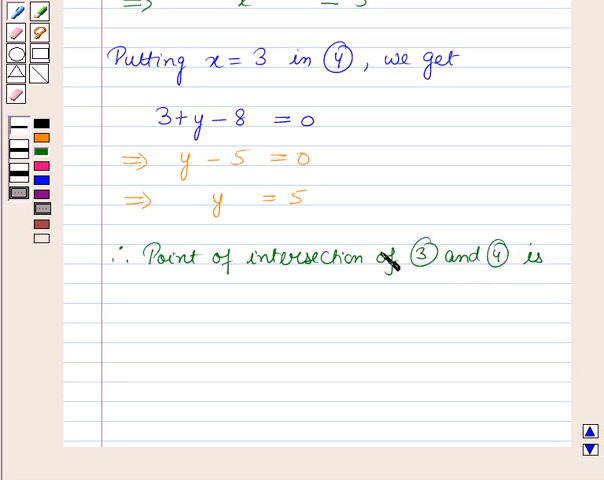 ⟹ x = 3
Putting x = 3 in ④, we get
3 + y - 8 = 0
⟹ y - 5 = 0
⟹ y = 5
∴ Point of intersection of ③ and ④ is